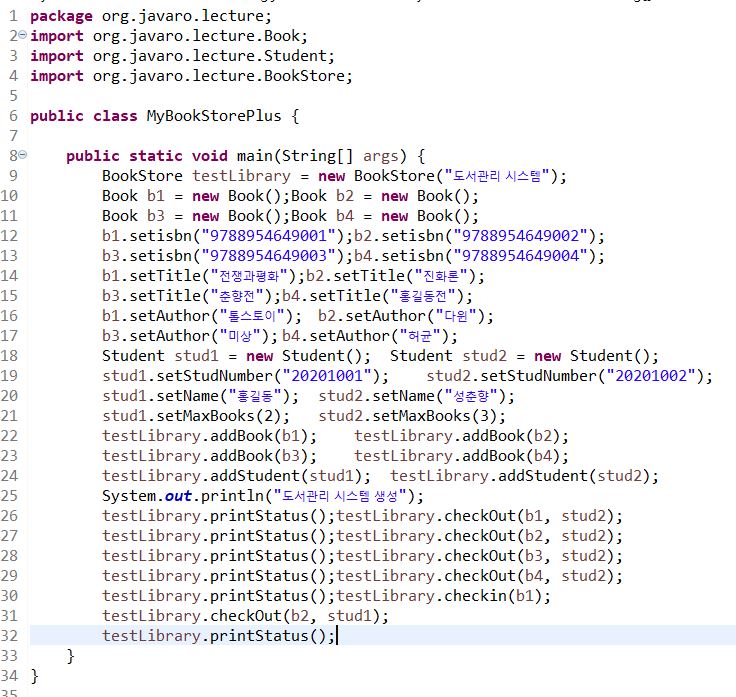 1 package org.javaro.lecture;
2 import org.javaro.lecture.Book;
3 import org.javaro.lecture.Student;
4 import org.javaro.lecture.BookStore;
5
6 public class MyBookStorePlus {
7
8     public static void main(String[] args) {
9         BookStore testLibrary = new BookStore("도서관리 시스템");
10         Book b1 = new Book();Book b2 = new Book();
11         Book b3 = new Book();Book b4 = new Book();
12         b1.setisbn("9788954649001");b2.setisbn("9788954649002");
13         b3.setisbn("9788954649003");b4.setisbn("9788954649004");
14         b1.setTitle("전쟁과평화");b2.setTitle("진화론");
15         b3.setTitle("춘향전");b4.setTitle("홍길동전");
16         b1.setAuthor("톨스토이");  b2.setAuthor("다윈");
17         b3.setAuthor("미상");b4.setAuthor("허균");
18         Student stud1 = new Student();  Student stud2 = new Student();
19         stud1.setStudNumber("20201001");    stud2.setStudNumber("20201002");
20         stud1.setName("홍길동");  stud2.setName("성춘향");
21         stud1.setMaxBooks(2);   stud2.setMaxBooks(3);
22         testLibrary.addBook(b1);    testLibrary.addBook(b2);
23         testLibrary.addBook(b3);    testLibrary.addBook(b4);
24         testLibrary.addStudent(stud1);  testLibrary.addStudent(stud2);
25         System.out.println("도서관리 시스템 생성");
26         testLibrary.printStatus();testLibrary.checkOut(b1, stud2);
27         testLibrary.printStatus();testLibrary.checkOut(b2, stud2);
28         testLibrary.printStatus();testLibrary.checkOut(b3, stud2);
29         testLibrary.printStatus();testLibrary.checkOut(b4, stud2);
30         testLibrary.printStatus();testLibrary.checkin(b1);
31         testLibrary.checkOut(b2, stud1);
32         testLibrary.printStatus();
33     }
34 }
35